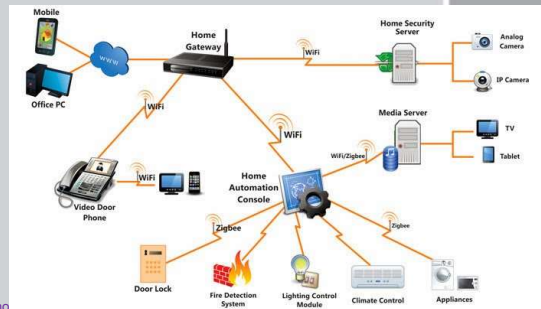 Mobile
Office PC
www
Home
Gateway
WiFi
Home Security
Server
Analog
Camera
IP Camera
WiFi
WiFi
Media Server
TV
Tablet
WiFi/Zigbee
WiFi
Video Door
Phone
Home
Automation
Console
Zigbee
Zigbee
Door Lock
Fire Detection
System
Lighting Control
Module
Climate Control
Appliances